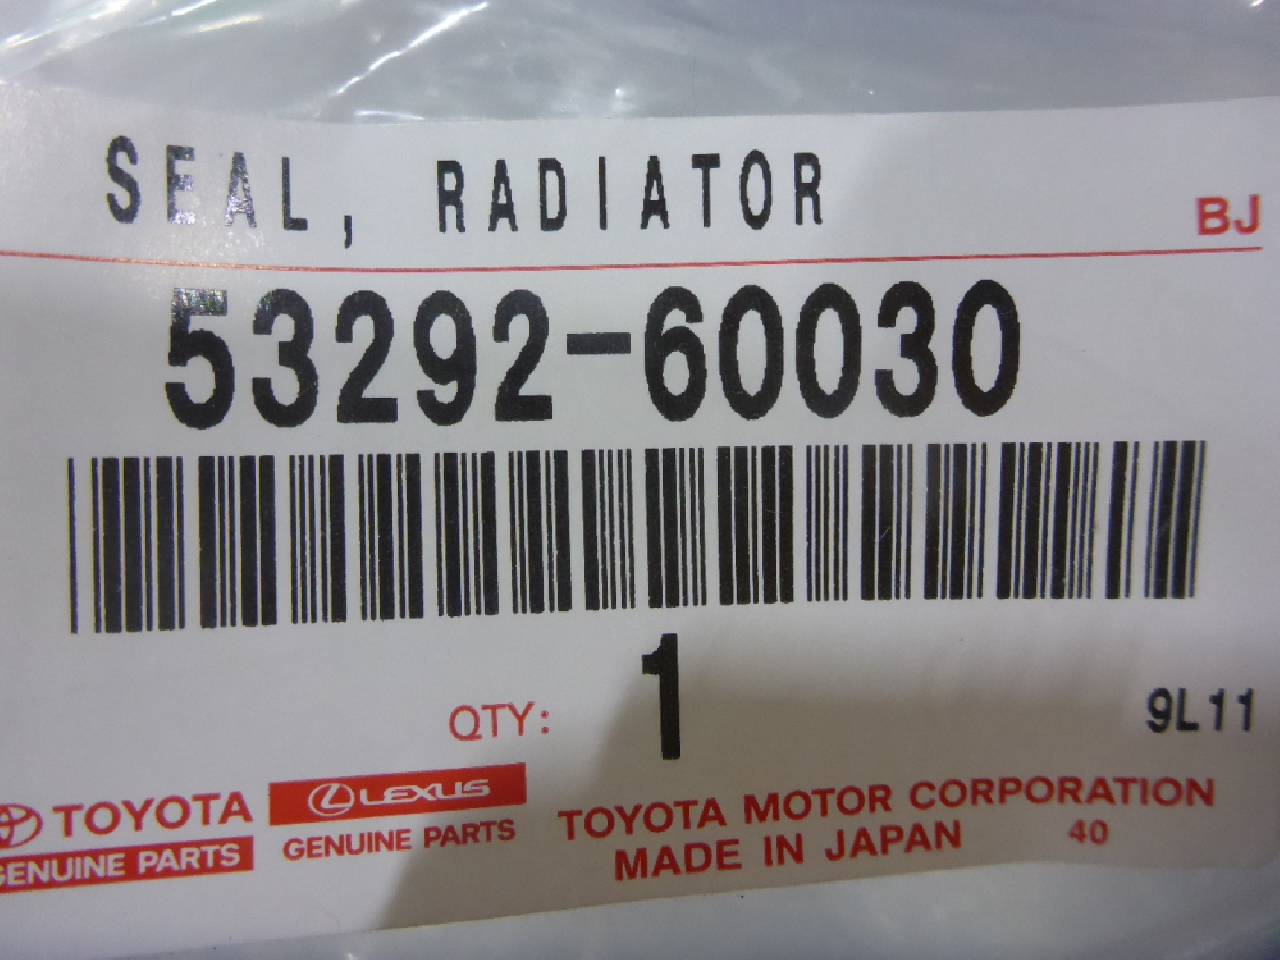 SEAL, RADIATOR
BJ
53292-60030
QTY: 1
9L11
TOYOTA
GENUINE PARTS
LEXUS
GENUINE PARTS
TOYOTA MOTOR CORPORATION
MADE IN JAPAN 40